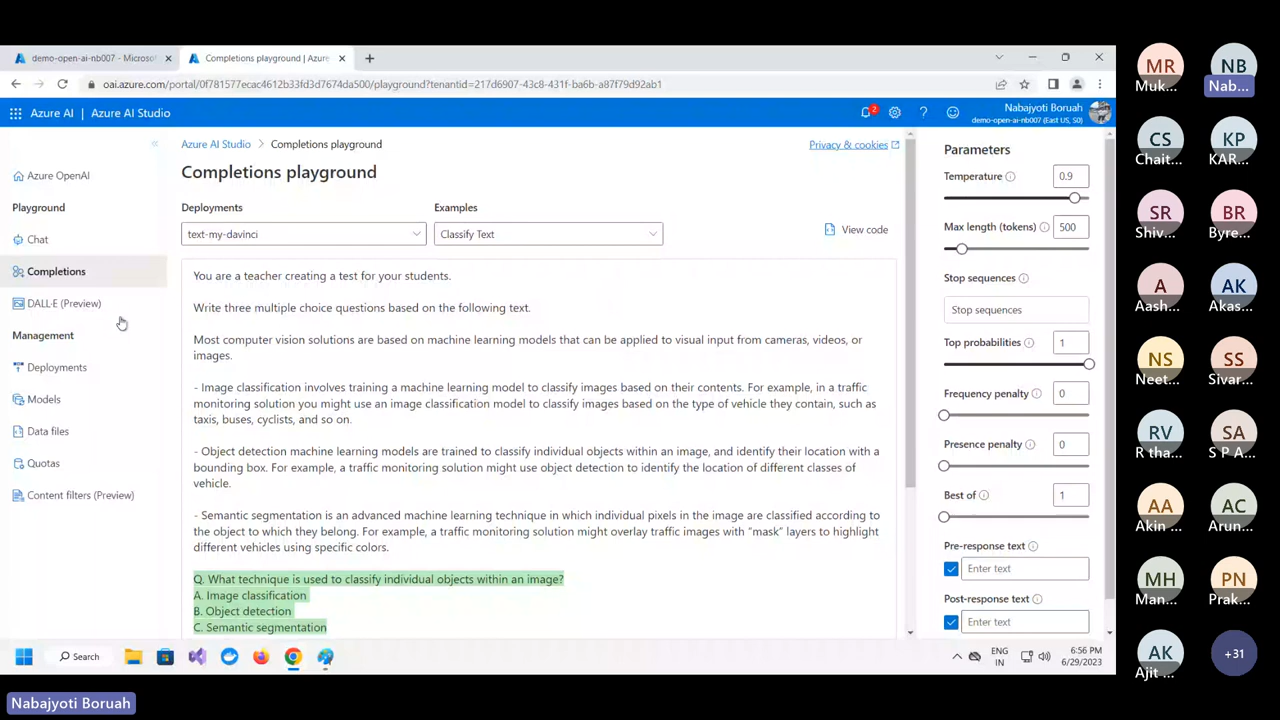 demo-open-ai-nb007 - Microso
Completions playground | Azure
oai.azure.com/portal/0f781577ecac4612b33fd3d7674da500/playground?tenantid=217d6907-43c8-431f-ba6b-a87f79d92ab1
Azure AI | Azure AI Studio
2
Nabajyoti Boruah
demo-open-ai-nb007 (East US, S0)
Azure OpenAI
Playground
Chat
Completions
DALL·E (Preview)
Management
Deployments
Models
Data files
Quotas
Content filters (Preview)
Azure AI Studio > Completions playground
Privacy & cookies
Completions playground
Deployments
Examples
text-my-davinci
Classify Text
View code
You are a teacher creating a test for your students.
Write three multiple choice questions based on the following text.
Most computer vision solutions are based on machine learning models that can be applied to visual input from cameras, videos, or
images.
- Image classification involves training a machine learning model to classify images based on their contents. For example, in a traffic
monitoring solution you might use an image classification model to classify images based on the type of vehicle they contain, such as
taxis, buses, cyclists, and so on.
- Object detection machine learning models are trained to classify individual objects within an image, and identify their location with a
bounding box. For example, a traffic monitoring solution might use object detection to identify the location of different classes of
vehicle.
- Semantic segmentation is an advanced machine learning technique in which individual pixels in the image are classified according to
the object to which they belong. For example, a traffic monitoring solution might overlay traffic images with “mask” layers to highlight
different vehicles using specific colors.
Q. What technique is used to classify individual objects within an image?
A. Image classification
B. Object detection
C. Semantic segmentation
Parameters
Temperature
0.9
Max length (tokens)
500
Stop sequences
Stop sequences
Top probabilities
1
Frequency penalty
0
Presence penalty
0
Best of
1
Pre-response text
Enter text
Post-response text
Enter text
Search
ENG
IN
6:56 PM
6/29/2023
MR
Muk...
NB
Nab...
CS
Chait...
KP
KAR...
SR
Shiv...
BR
Byre...
A
Aash...
AK
Akas...
NS
Neet...
SS
Sivar...
RV
R tha...
SA
S P A...
AA
Akin ...
AC
Arun...
MH
Man...
PN
Prak...
AK
Ajit ...
+31
Nabajyoti Boruah